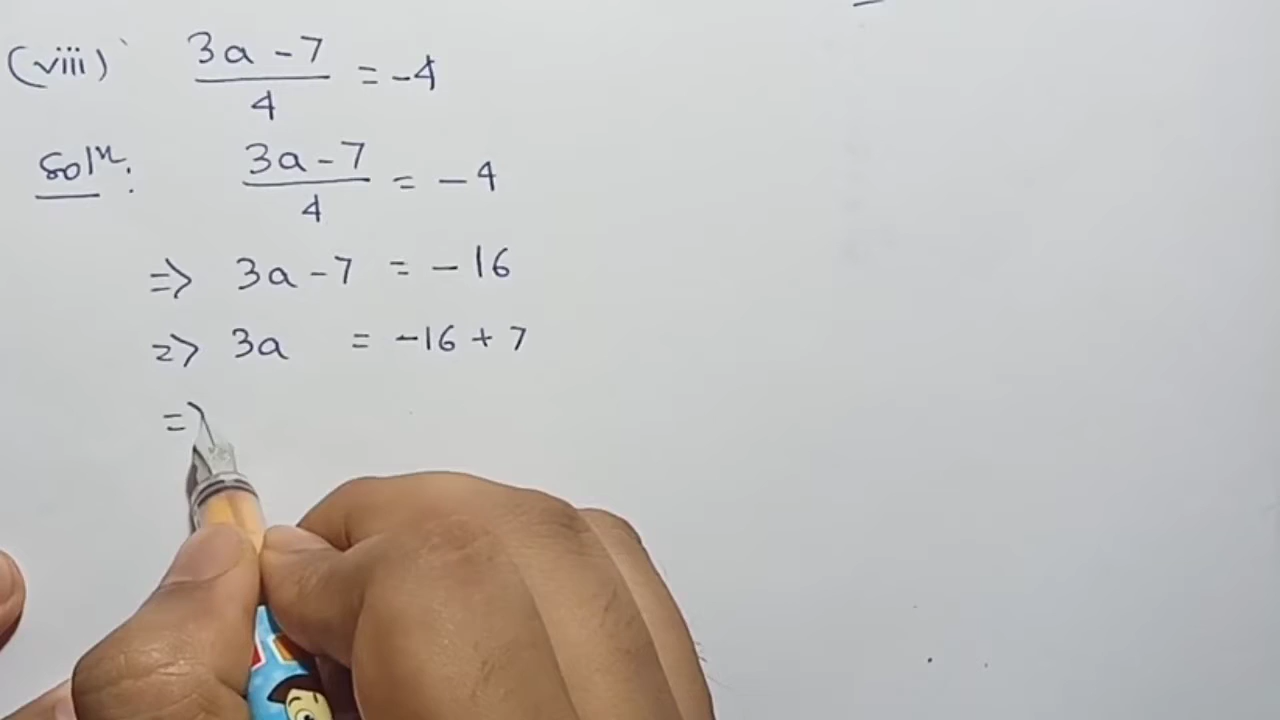 (viii) 3a - 7 / 4 = -4
Solⁿ: 3a - 7 / 4 = - 4
=> 3a - 7 = - 16
=> 3a = -16 + 7
=>